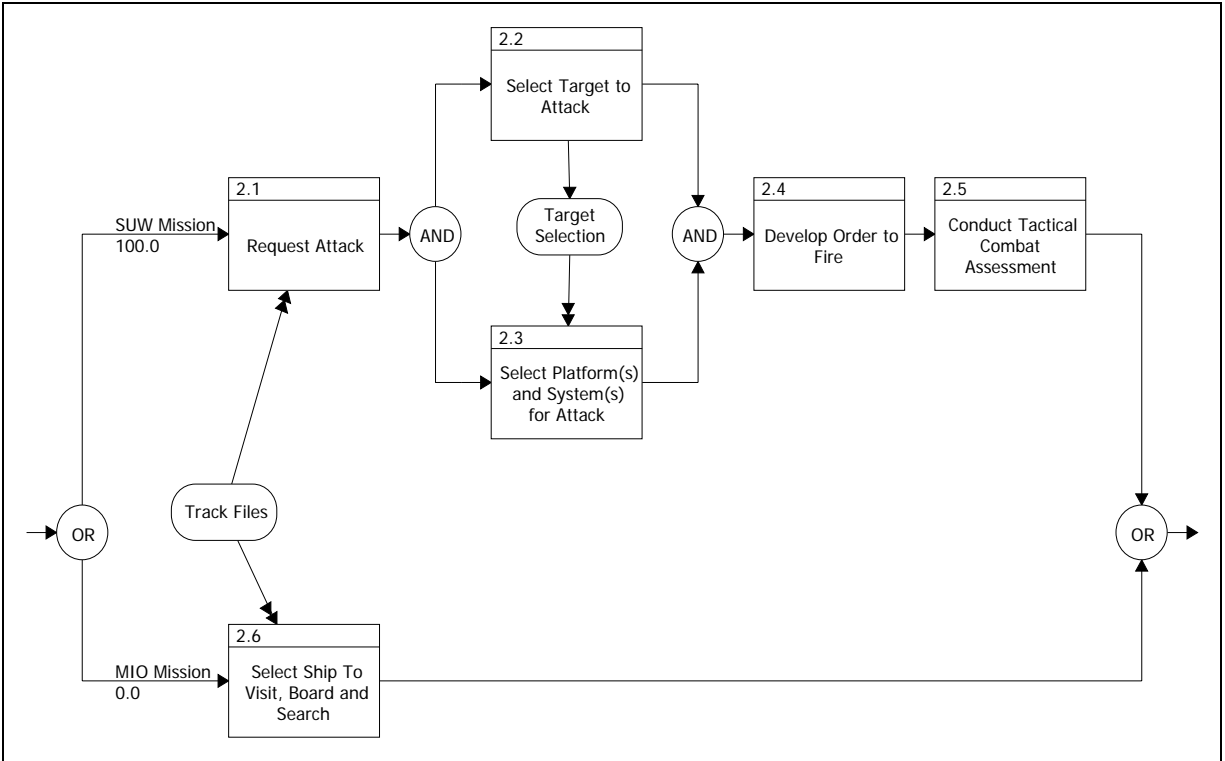 2.2
Select Target to
Attack
2.1
Request Attack
SUW Mission
100.0
AND
Target
Selection
AND
2.4
Develop Order to
Fire
2.5
Conduct Tactical
Combat
Assessment
2.3
Select Platform(s)
and System(s)
for Attack
Track Files
OR
OR
2.6
Select Ship To
Visit, Board and
Search
MIO Mission
0.0